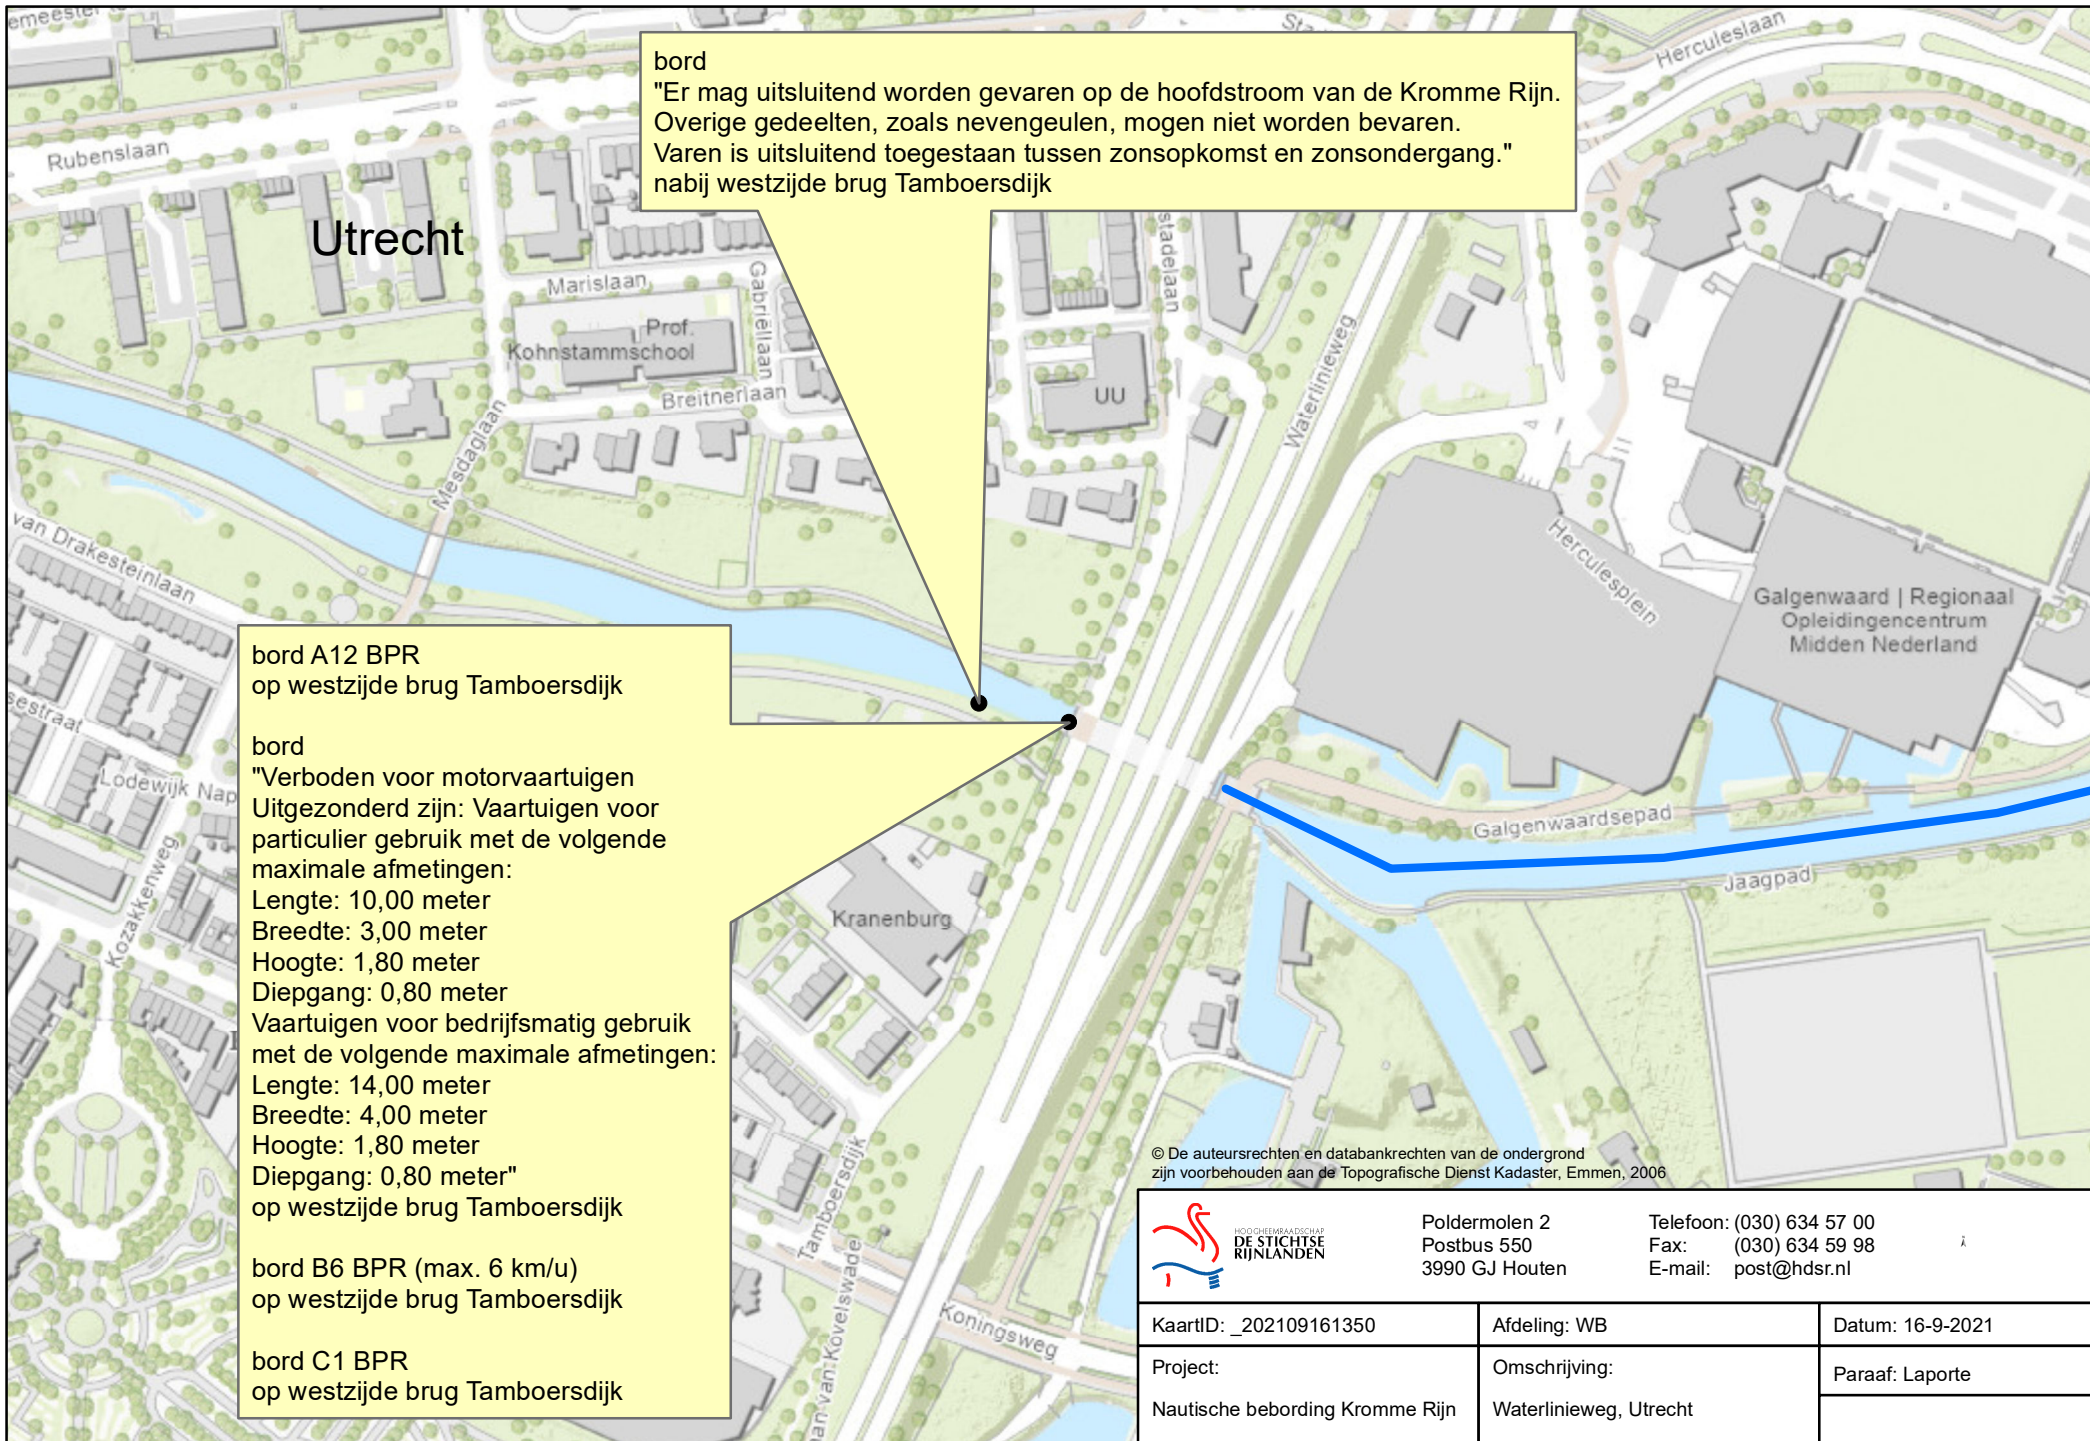 emeester
Rubenslaan
Utrecht
bord
"Er mag uitsluitend worden gevaren op de hoofdstroom van de Kromme Rijn.
Overige gedeelten, zoals nevengeulen, mogen niet worden bevaren.
Varen is uitsluitend toegestaan tussen zonsopkomst en zonsondergang."
nabij westzijde brug Tamboersdijk
Herculeslaan
Marislaan
Gabriëllaan
stadelaan
Prof.
Kohnstammschool
Breitnerlaan
UU
Waterlinieweg
Mesdaglaan
van Drakesteinlaan
Herculesplein
Galgenwaard | Regionaal
Opleidingencentrum
Midden Nederland
sestraat
Lodewijk Nap
Kozakkenweg
bord A12 BPR
op westzijde brug Tamboersdijk
bord
"Verboden voor motorvaartuigen
Uitgezonderd zijn: Vaartuigen voor
particulier gebruik met de volgende
maximale afmetingen:
Lengte: 10,00 meter
Breedte: 3,00 meter
Hoogte: 1,80 meter
Diepgang: 0,80 meter
Vaartuigen voor bedrijfsmatig gebruik
met de volgende maximale afmetingen:
Lengte: 14,00 meter
Breedte: 4,00 meter
Hoogte: 1,80 meter
Diepgang: 0,80 meter"
op westzijde brug Tamboersdijk
bord B6 BPR (max. 6 km/u)
op westzijde brug Tamboersdijk
bord C1 BPR
op westzijde brug Tamboersdijk
Galgenwaardsepad
Jaagpad
Kranenburg
Tamboersdijk
aan van Kovelswade
Koningsweg
© De auteursrechten en databankrechten van de ondergrond
zijn voorbehouden aan de Topografische Dienst Kadaster, Emmen, 2006
HOOGHEEMRAADSCHAP
DE STICHTSE
RIJNLANDEN
Poldermolen 2
Postbus 550
3990 GJ Houten
Telefoon: (030) 634 57 00
Fax: (030) 634 59 98
E-mail: post@hdsr.nl
KaartID: _202109161350
Afdeling: WB
Datum: 16-9-2021
Project:
Nautische bebording Kromme Rijn
Omschrijving:
Waterlinieweg, Utrecht
Paraaf: Laporte